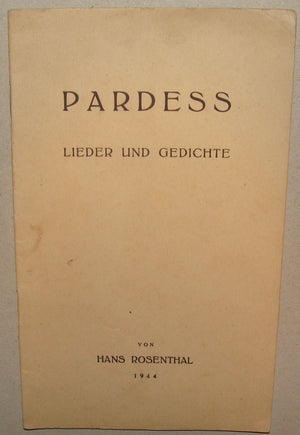 PARDESS
LIEDER UND GEDICHTE
VON
HANS ROSENTHAL
1944